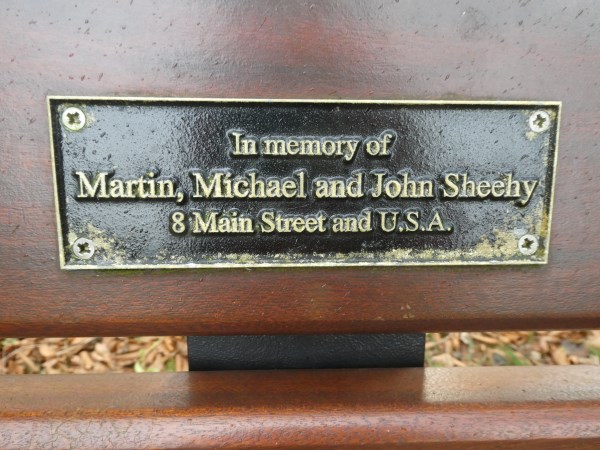 In memory of
Martin, Michael and John Sheehy
8 Main Street and U.S.A.